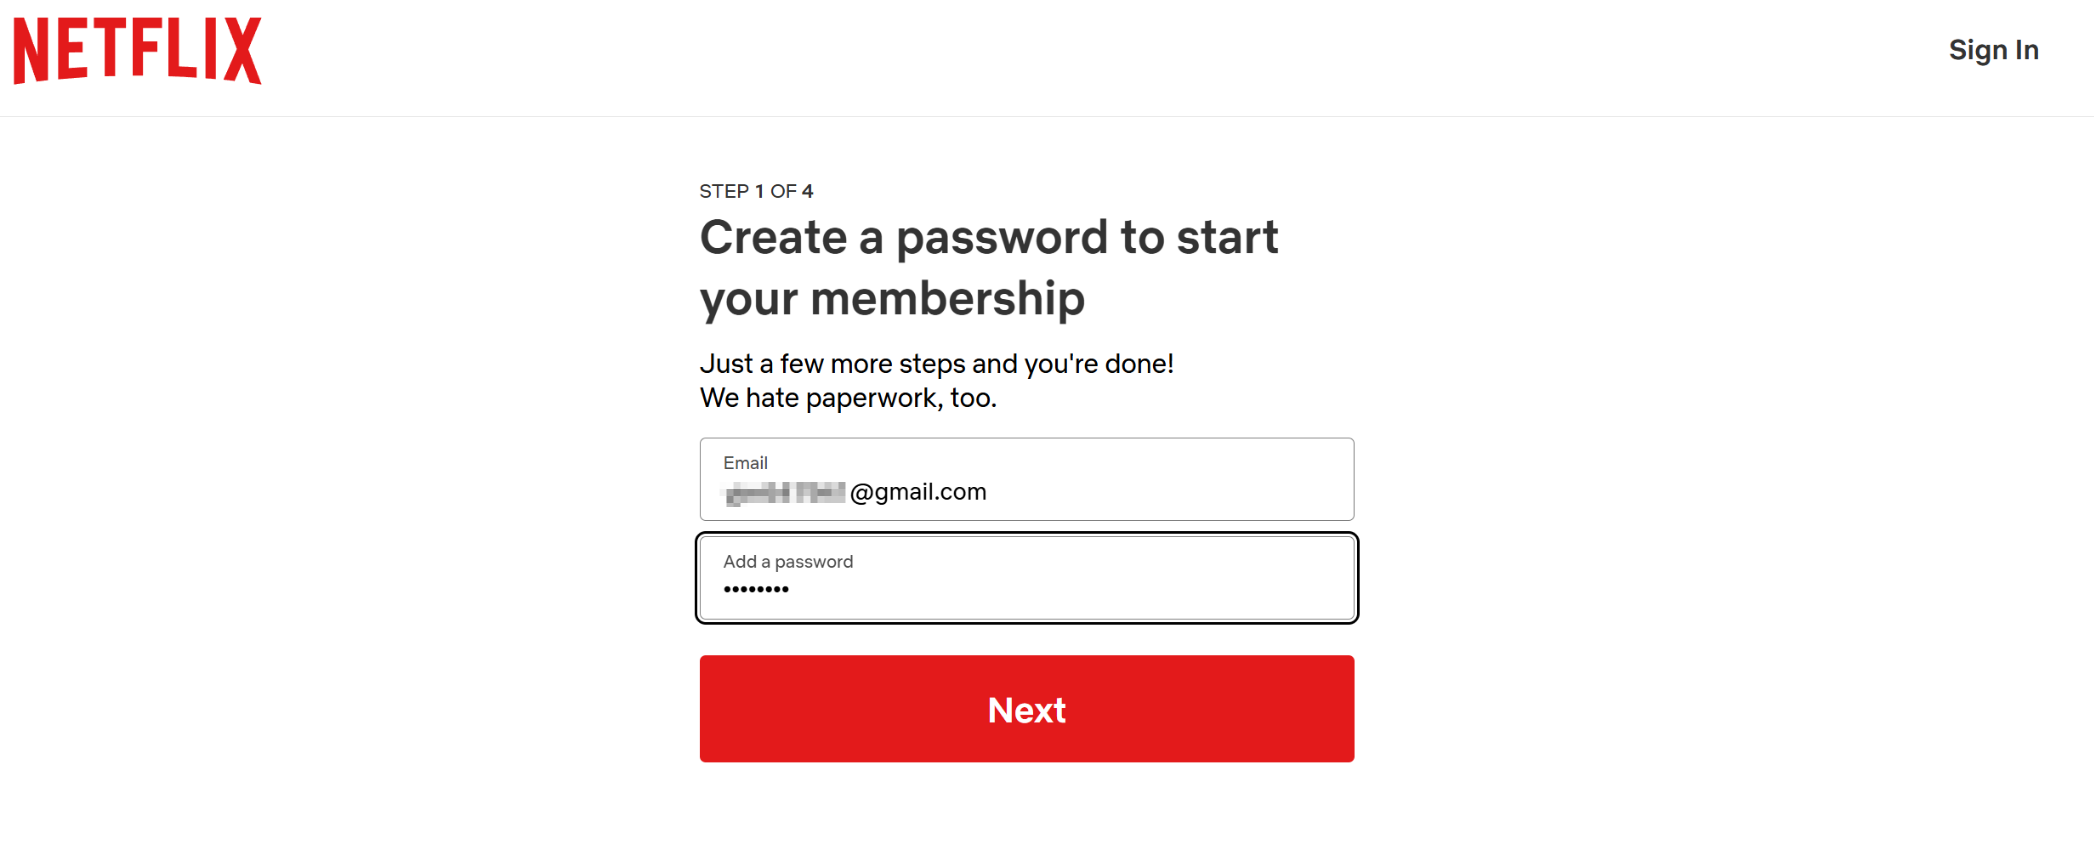 NETFLIX
Sign In
STEP 1 OF 4
Create a password to start
your membership
Just a few more steps and you're done!
We hate paperwork, too.
Email
@gmail.com
Add a password
••••••••
Next